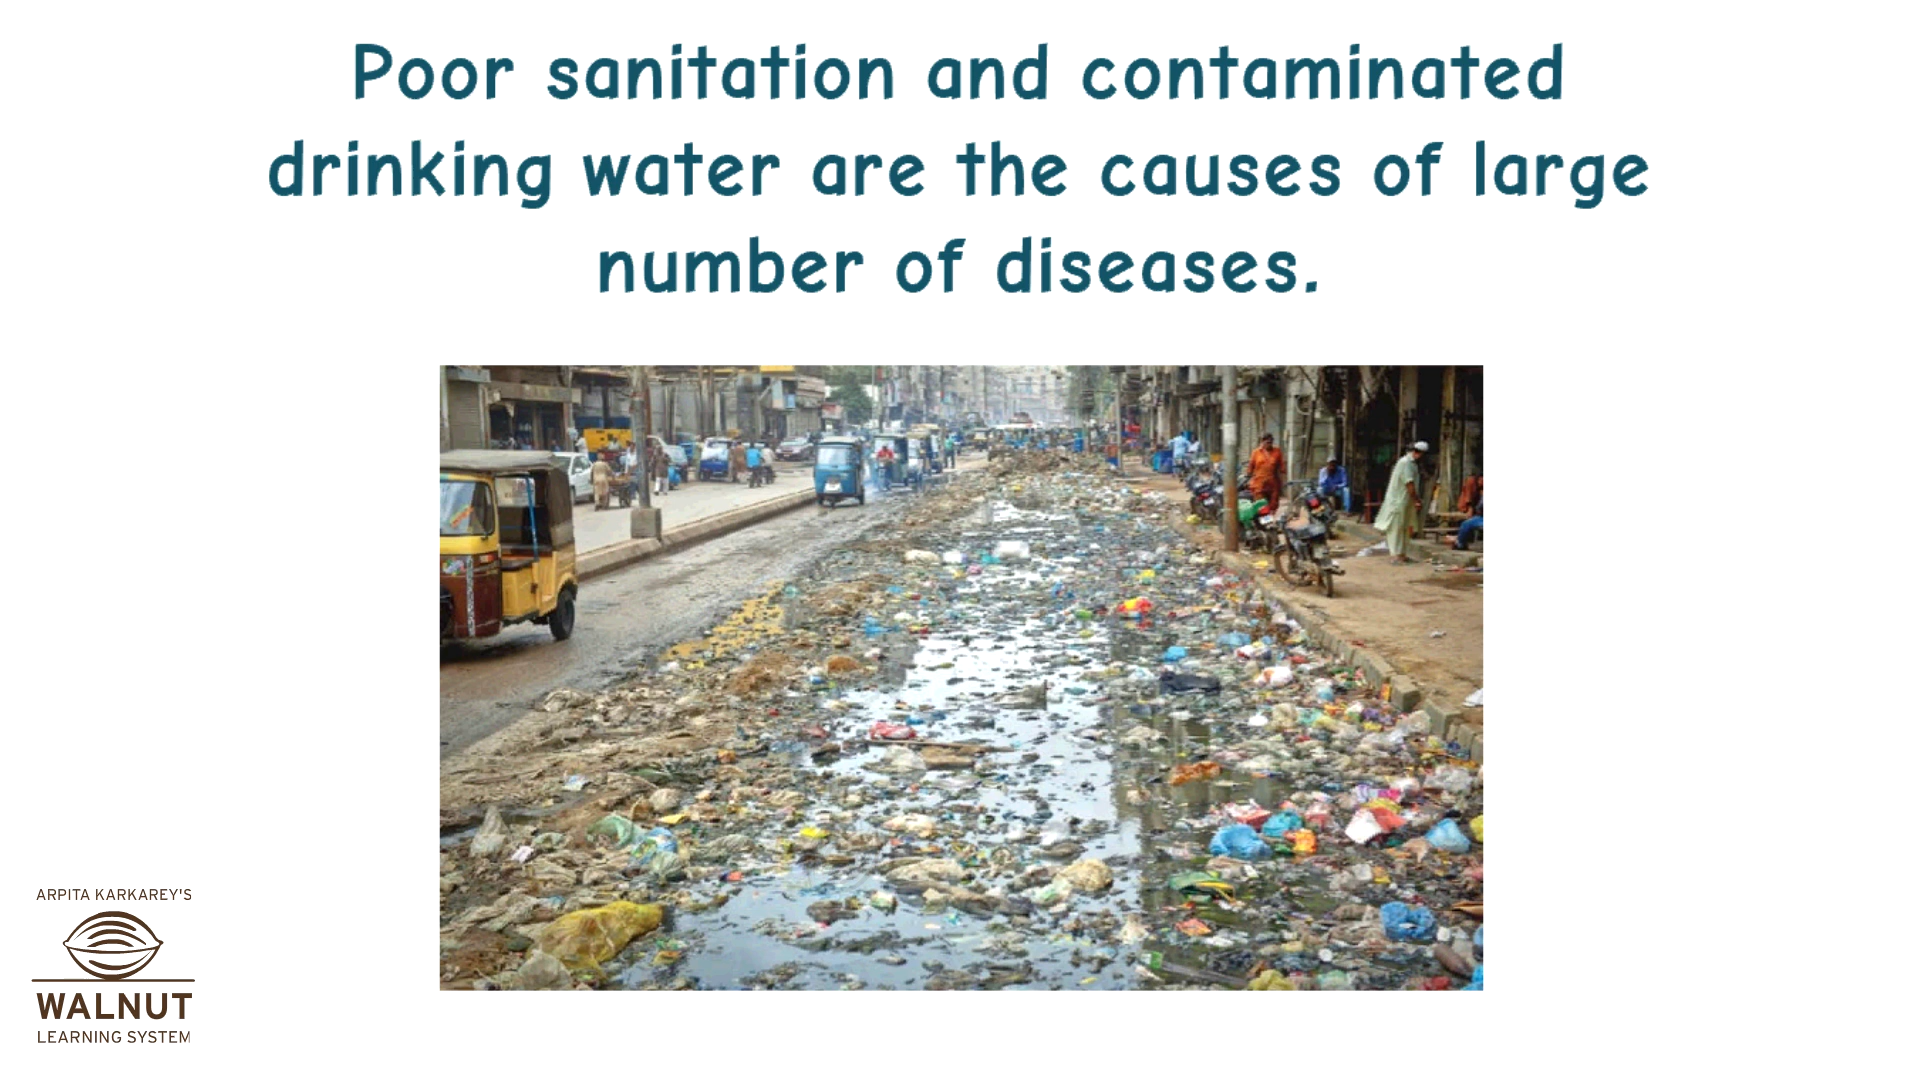 Poor sanitation and contaminated
drinking water are the causes of large
number of diseases.
ARPITA KARKAREY'S
WALNUT
LEARNING SYSTEM